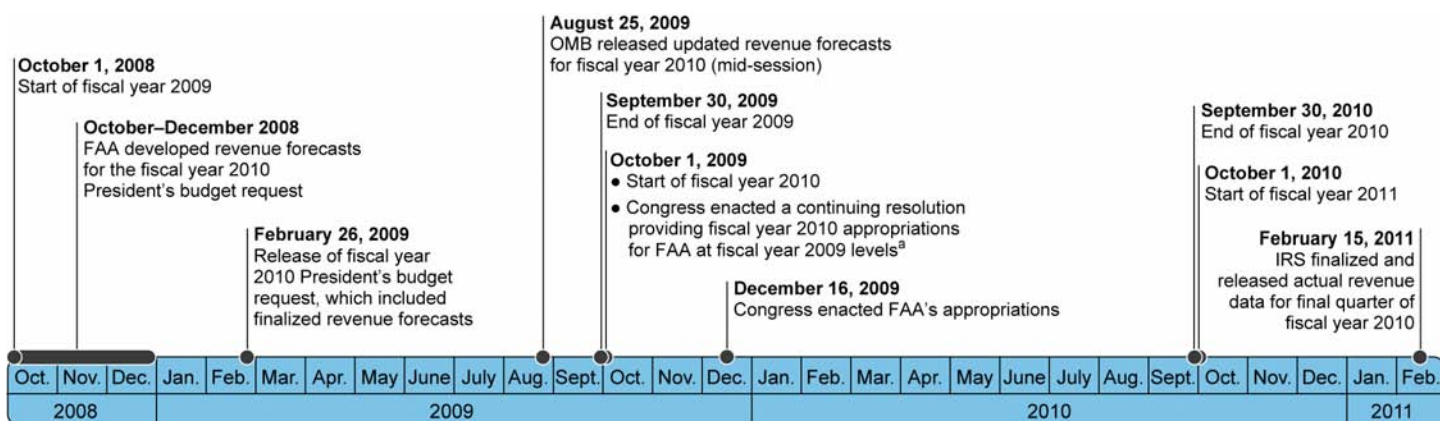 October 1, 2008
Start of fiscal year 2009
October–December 2008
FAA developed revenue forecasts
for the fiscal year 2010
President’s budget request
February 26, 2009
Release of fiscal year
2010 President’s budget
request, which included
finalized revenue forecasts
August 25, 2009
OMB released updated revenue forecasts
for fiscal year 2010 (mid-session)
September 30, 2009
End of fiscal year 2009
October 1, 2009
● Start of fiscal year 2010
● Congress enacted a continuing resolution
providing fiscal year 2010 appropriations
for FAA at fiscal year 2009 levelsᵃ
December 16, 2009
Congress enacted FAA’s appropriations
September 30, 2010
End of fiscal year 2010
October 1, 2010
Start of fiscal year 2011
February 15, 2011
IRS finalized and
released actual revenue
data for final quarter of
fiscal year 2010
Oct. Nov. Dec. Jan. Feb. Mar. Apr. May June July Aug. Sept. Oct. Nov. Dec. Jan. Feb. Mar. Apr. May June July Aug. Sept. Oct. Nov. Dec. Jan. Feb.
2008 2009 2010 2011